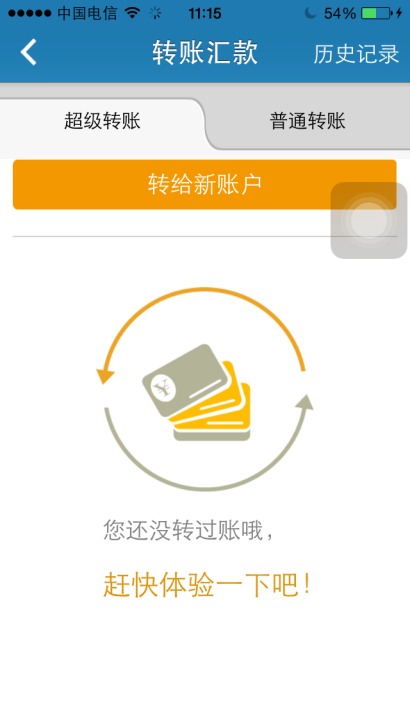 中国电信 11:15 54%
转账汇款 历史记录
超级转账 普通转账
转给新账户
¥
您还没转过账哦，
赶快体验一下吧！